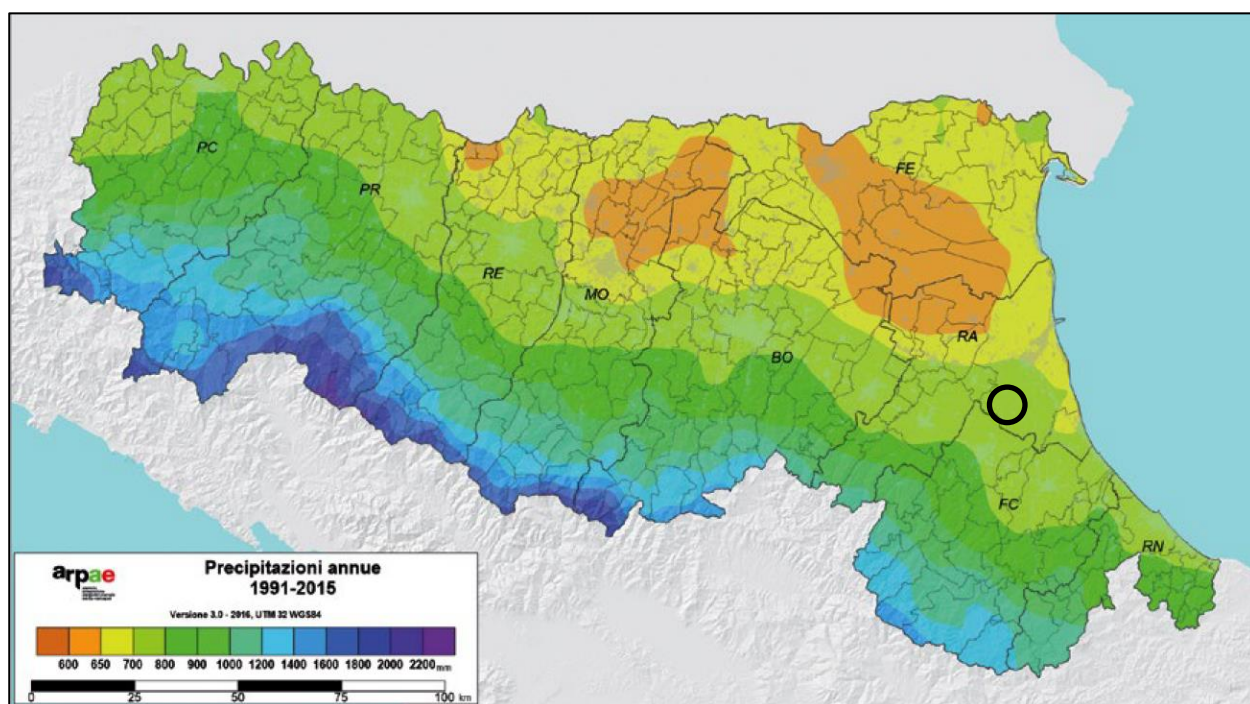 PC
PR
RE
MO
FE
BO
RA
FC
RN
arpae
Precipitazioni annue
1991-2015
Versione 3.0 - 2016, UTM 32 WGS84
600 650 700 800 900 1000 1200 1400 1600 1800 2000 2200 mm
0 25 50 75 100 km